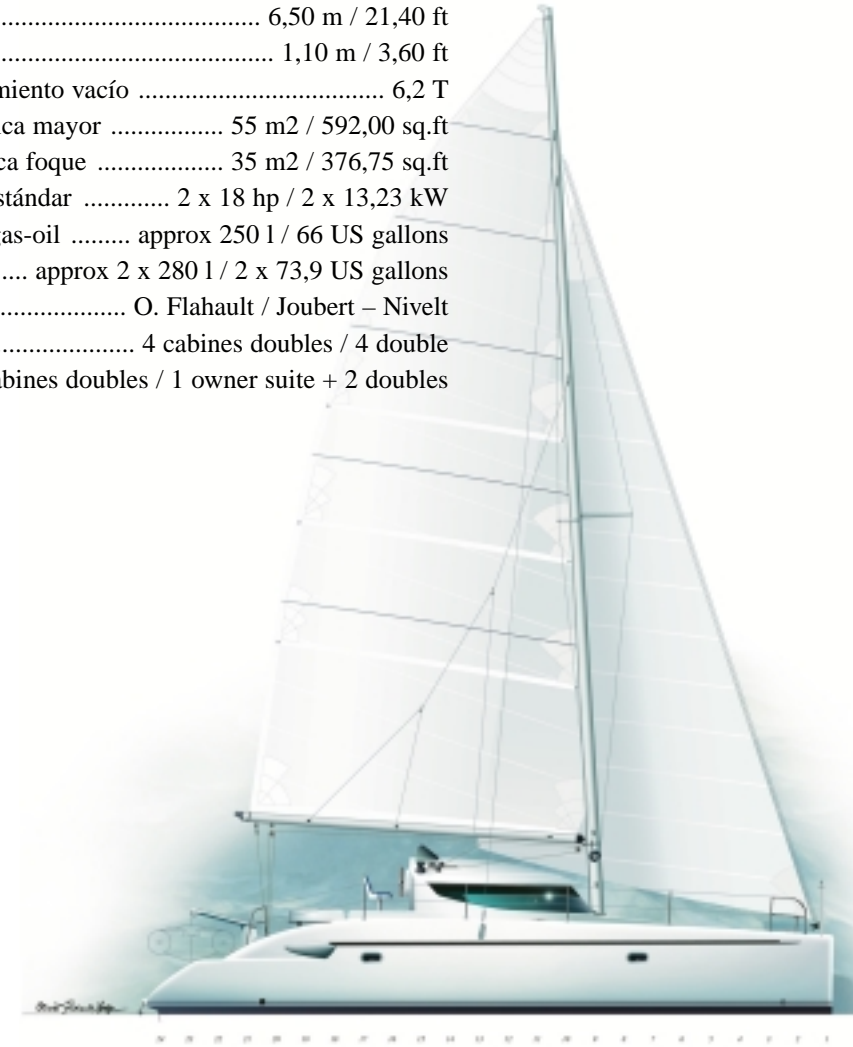 6,50 m / 21,40 ft
1,10 m / 3,60 ft
miento vacío 6,2 T
ica mayor ................ 55 m2 / 592,00 sq.ft
ca foque .................. 35 m2 / 376,75 sq.ft
stándar ............ 2 x 18 hp / 2 x 13,23 kW
gas-oil ......... approx 250 l / 66 US gallons
.... approx 2 x 280 l / 2 x 73,9 US gallons
O. Flahault / Joubert – Nivelt
4 cabines doubles / 4 double
abines doubles / 1 owner suite + 2 doubles